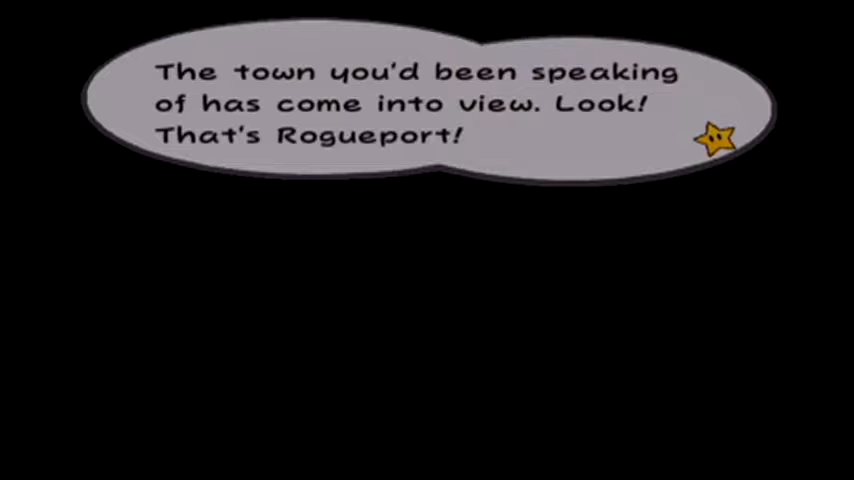 The town you'd been speaking
of has come into view. Look!
That's Rogueport!